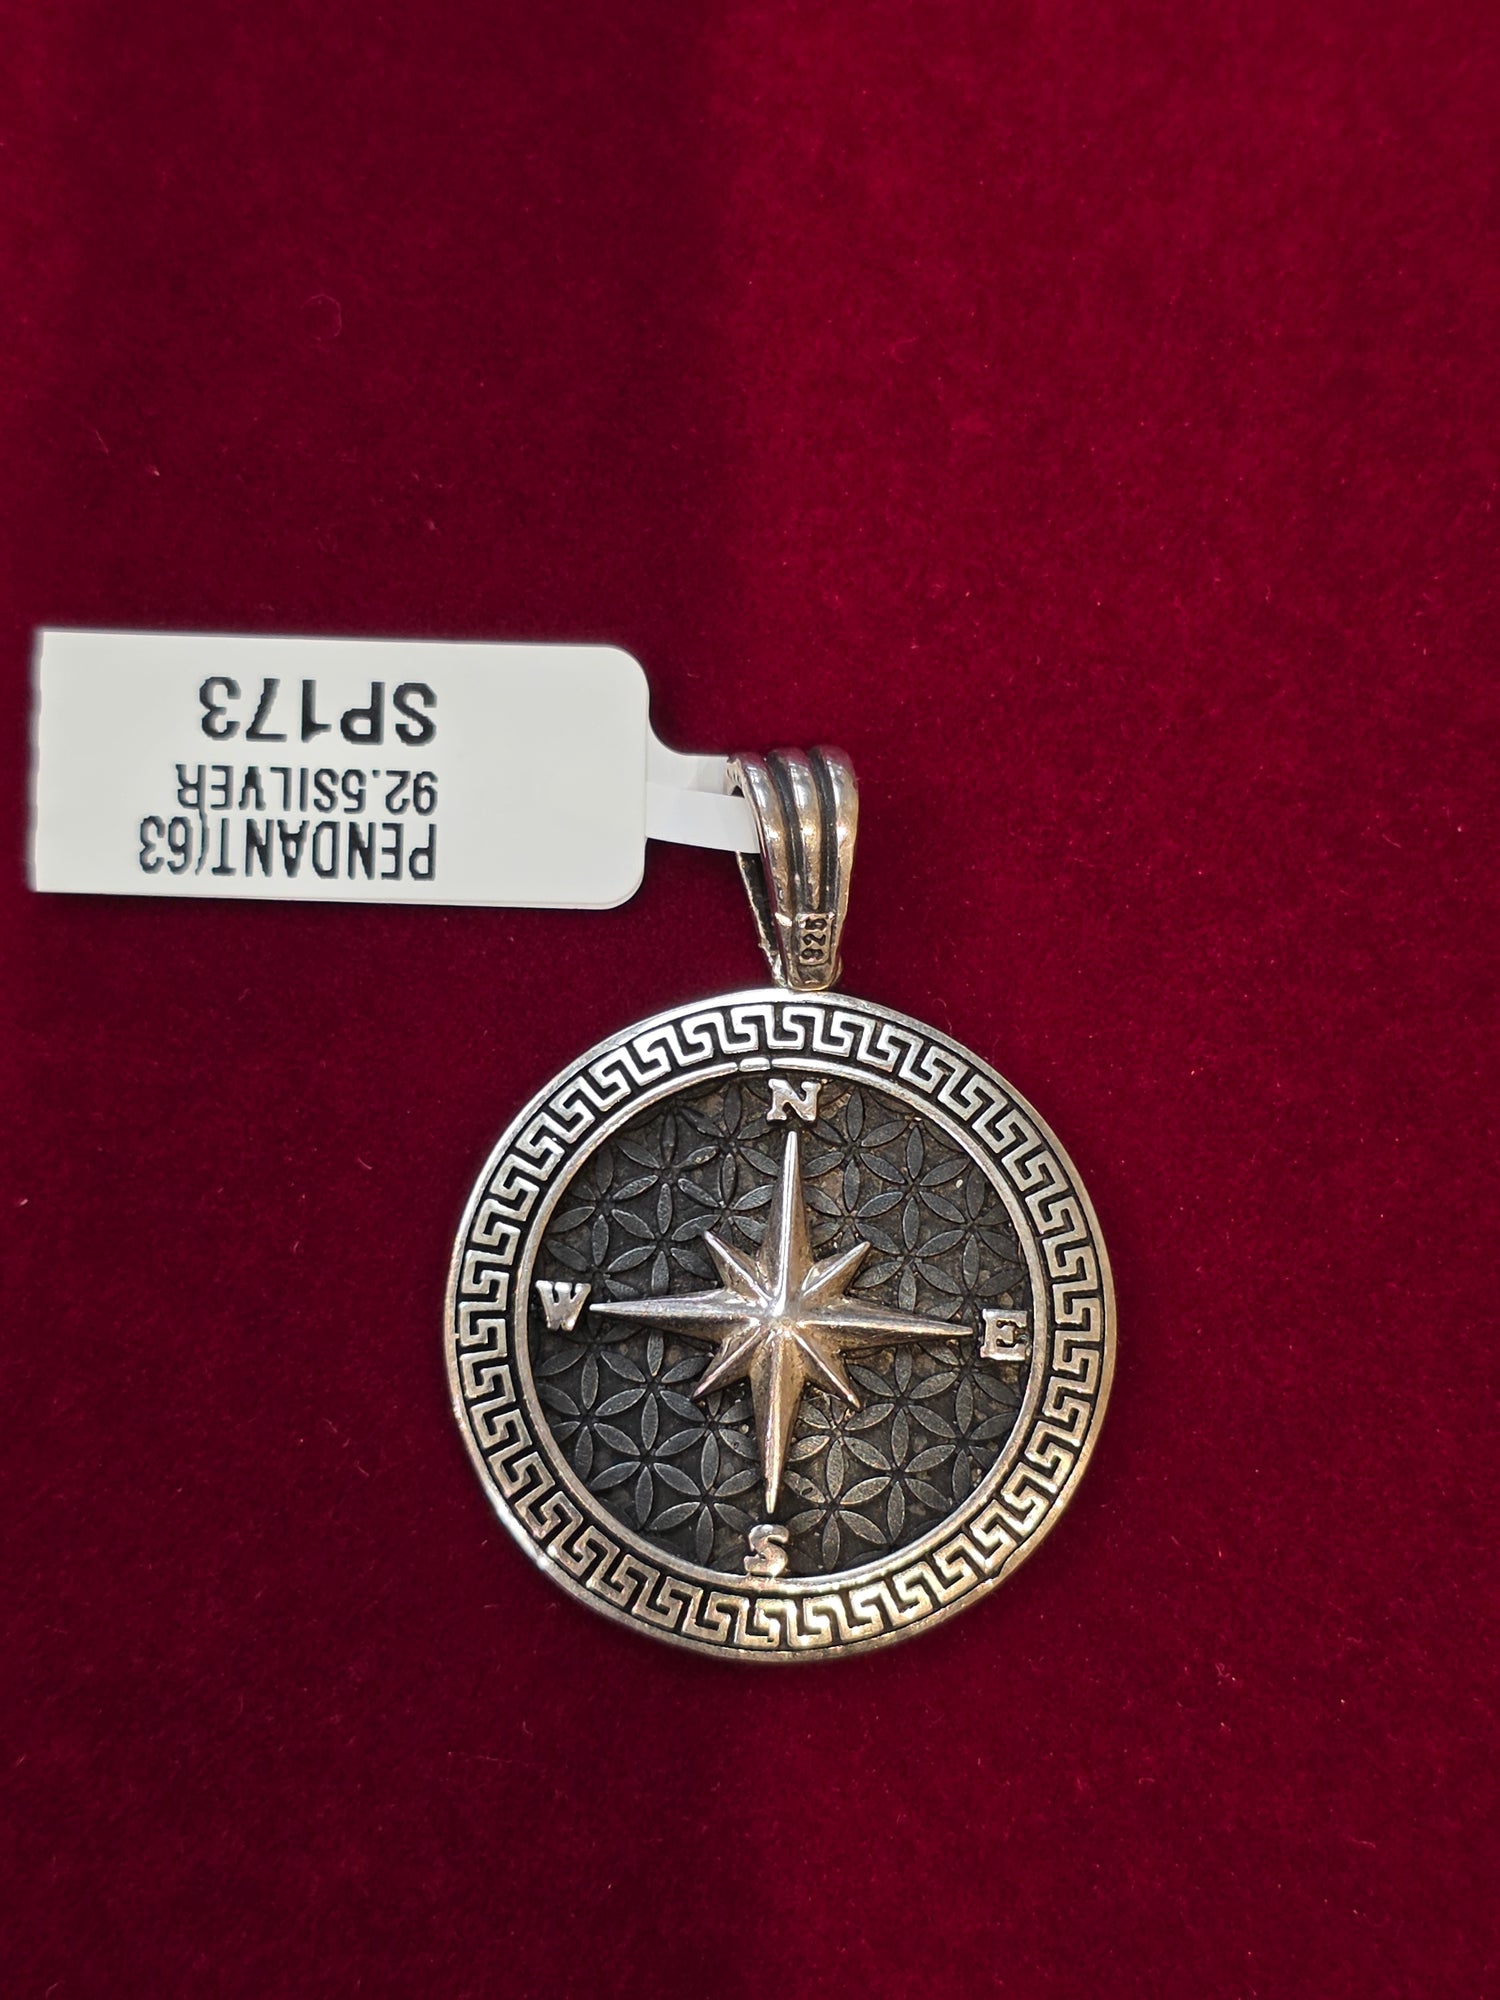 PENDANT(63
92.5SILVER
SP173
925
N
W
E
S